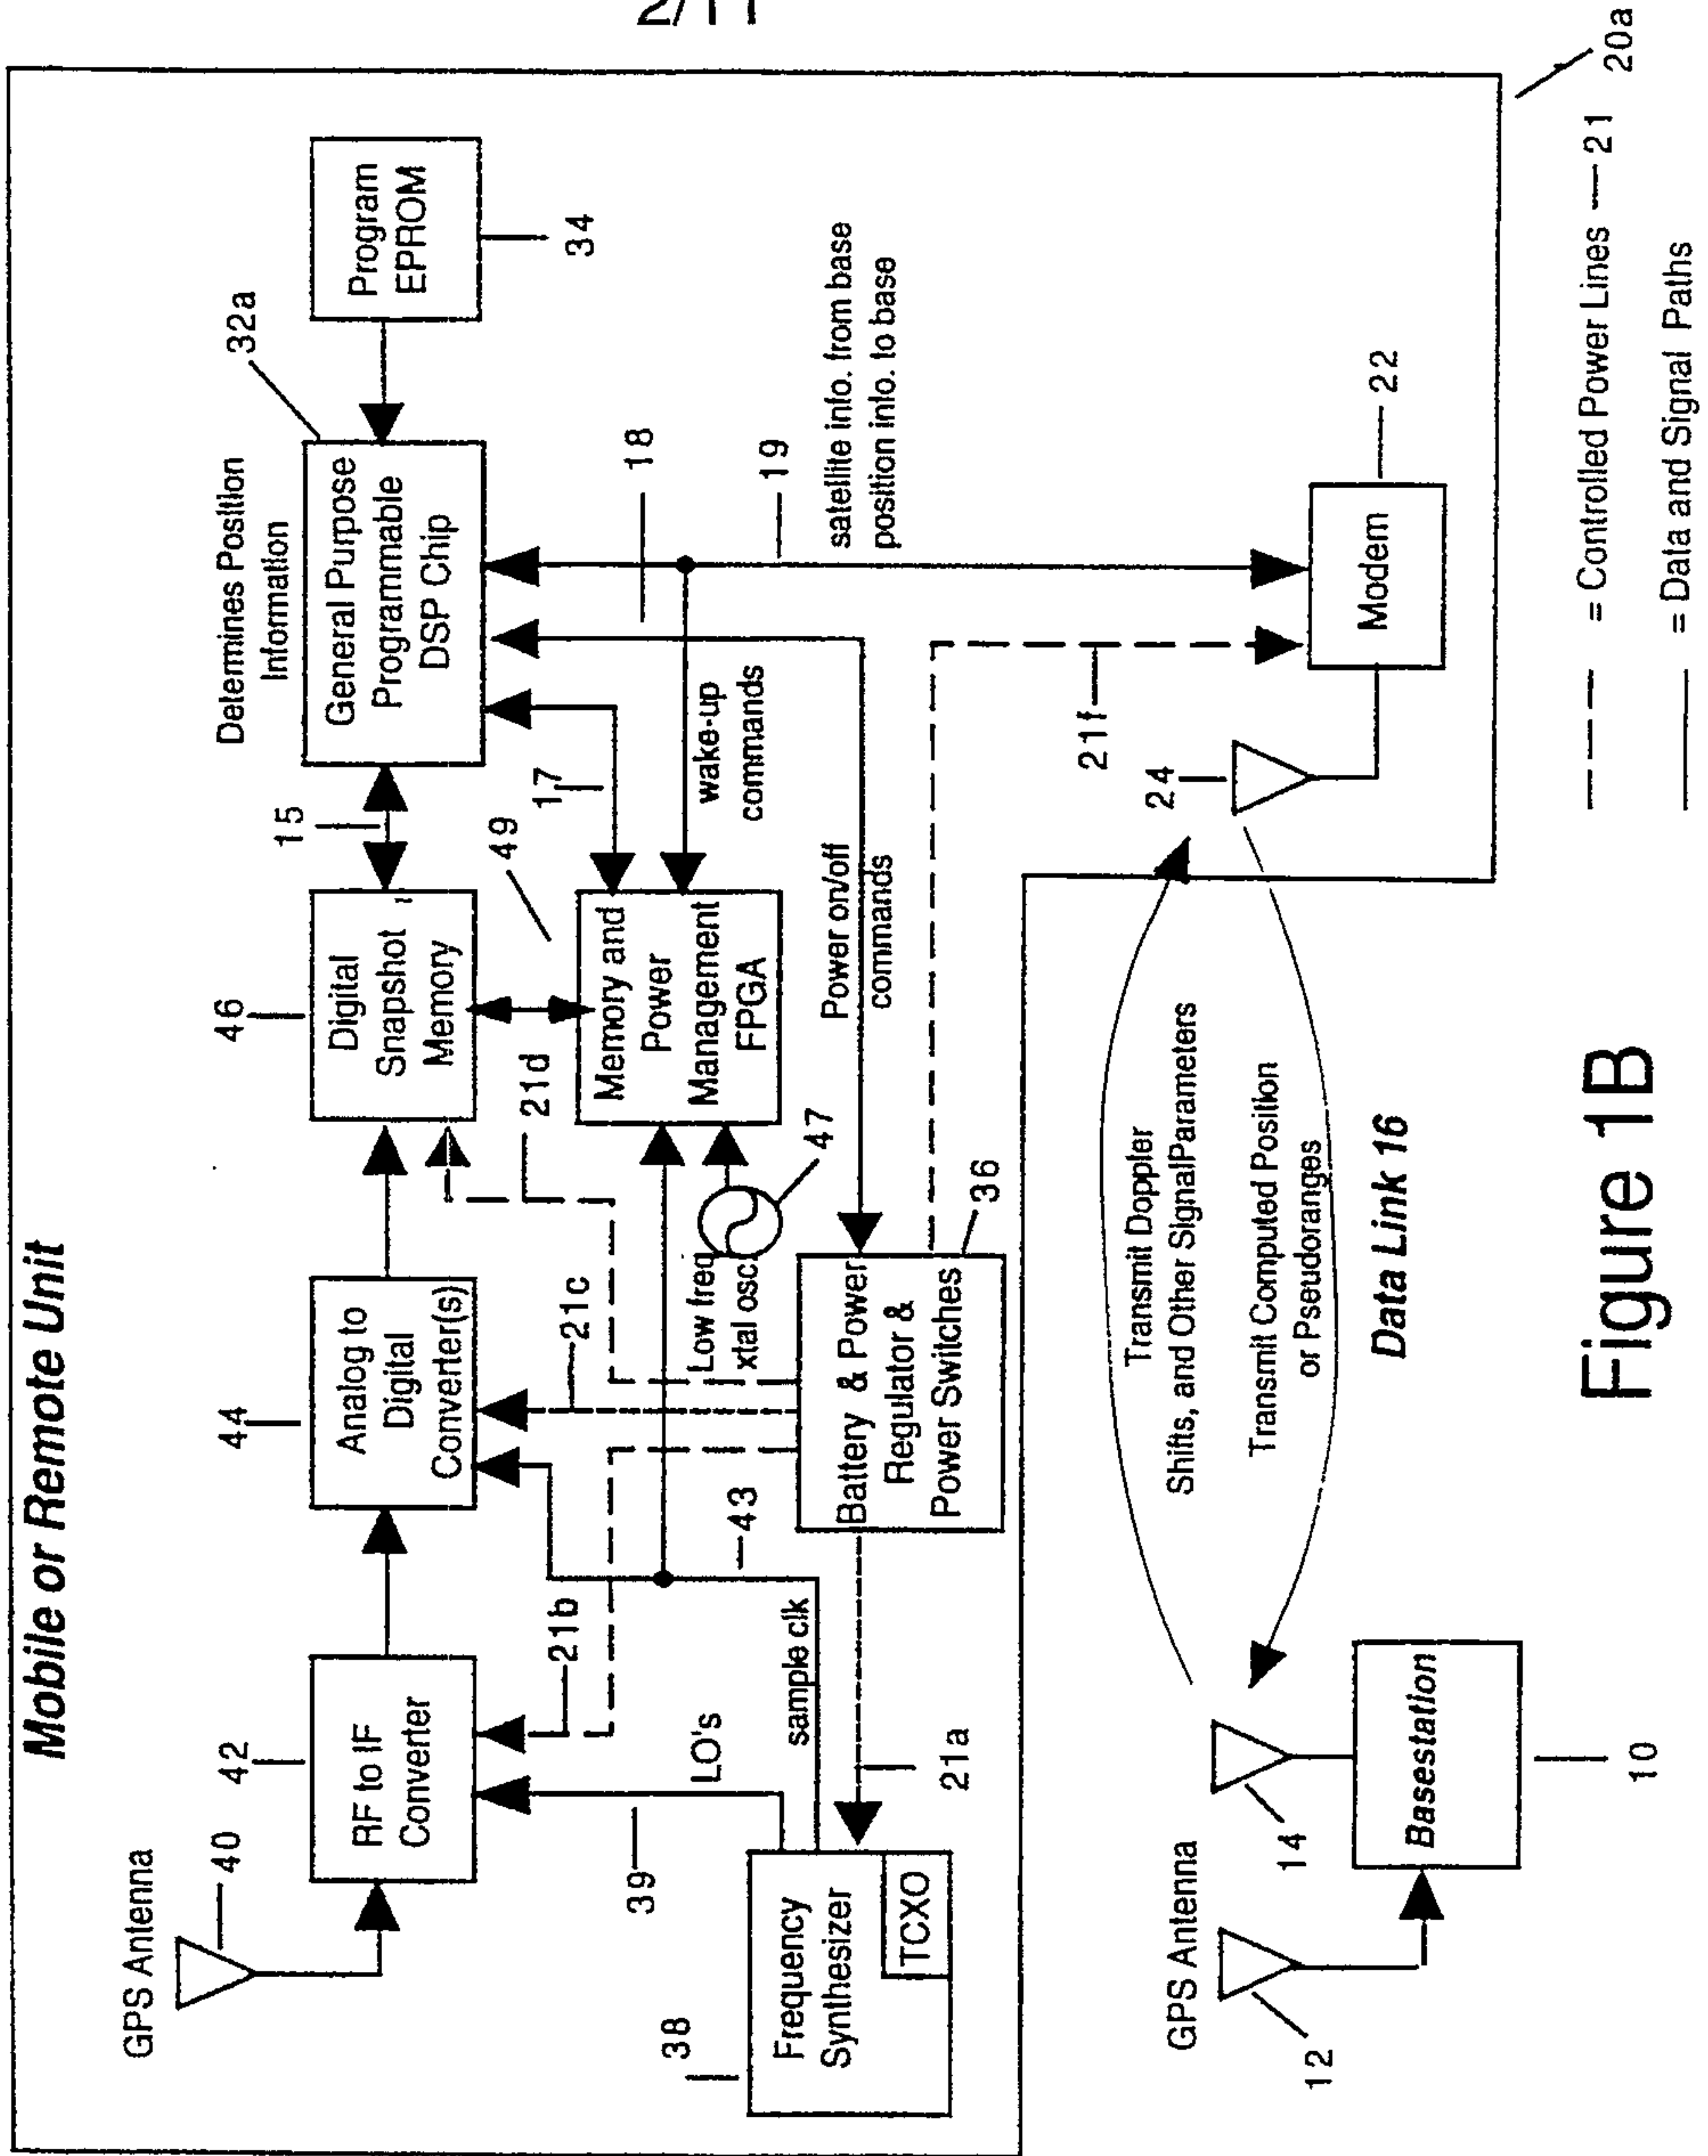 2/11
Mobile or Remote Unit
GPS Antenna
40
42
RF to IF
Converter
44
Analog to
Digital
Converter(s)
46
Digital
Snapshot
Memory
15
Determines Position
Information
32a
General Purpose
Programmable
DSP Chip
Program
EPROM
34
39
LO's
21b
43
sample clk
21c
21d
49
Memory and
Power
Management
FPGA
17
wake-up
commands
18
19
satellite info. from base
position info. to base
Low freq
xtal osc
47
38
Frequency
Synthesizer
TCXO
21a
Battery & Power
Regulator &
Power Switches
36
Power on/off
commands
21f
24
Modem
22
20a
GPS Antenna
12
14
Basestation
10
Transmit Doppler
Shifts, and Other SignalParameters
Transmit Computed Position
or Pseudoranges
Data Link 16
= Controlled Power Lines
21
= Data and Signal Paths
Figure 1B